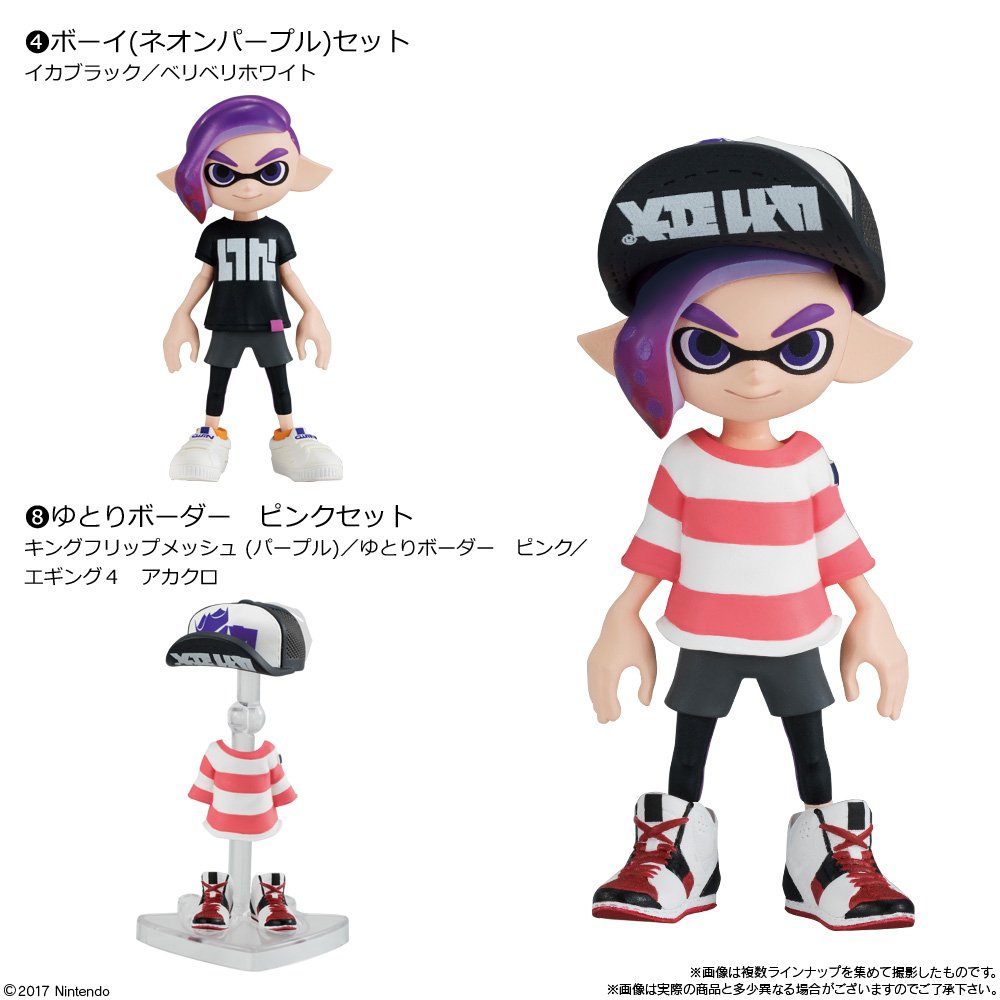 ❹ボーイ(ネオンパープル)セット
イカブラック／ベリベリホワイト
❽ゆとりボーダー　ピンクセット
キングフリップメッシュ (パープル)／ゆとりボーダー　ピンク／
エギング４　アカクロ
©2017 Nintendo
※画像は複数ラインナップを集めて撮影したものです。
※画像は実際の商品と多少異なる場合がございますのでご了承下さい。